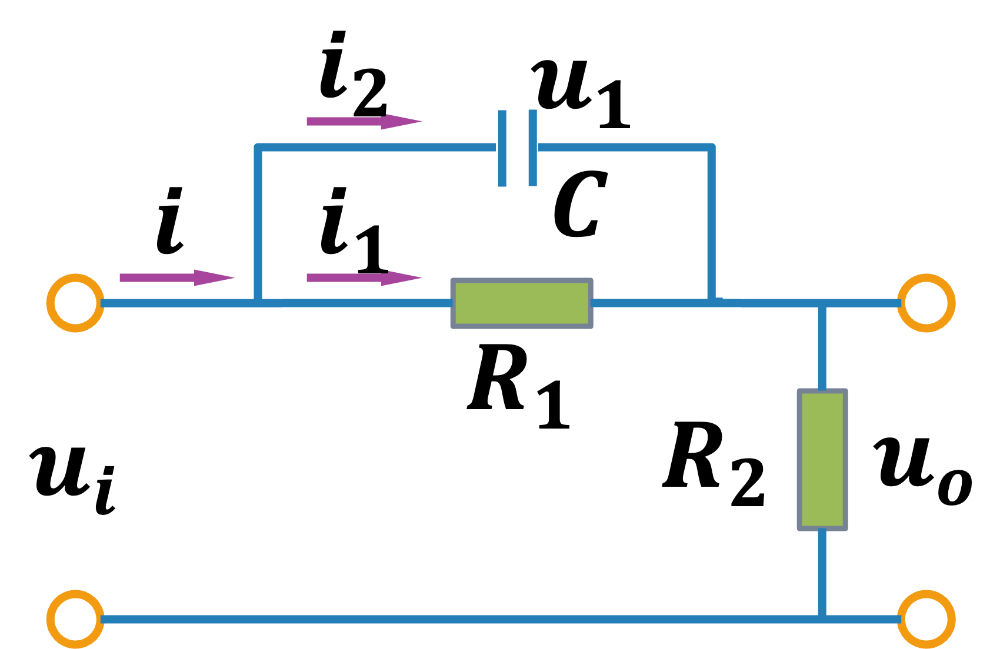 i₂
u₁
i
i₁
C
R₁
uᵢ
R₂
uₒ